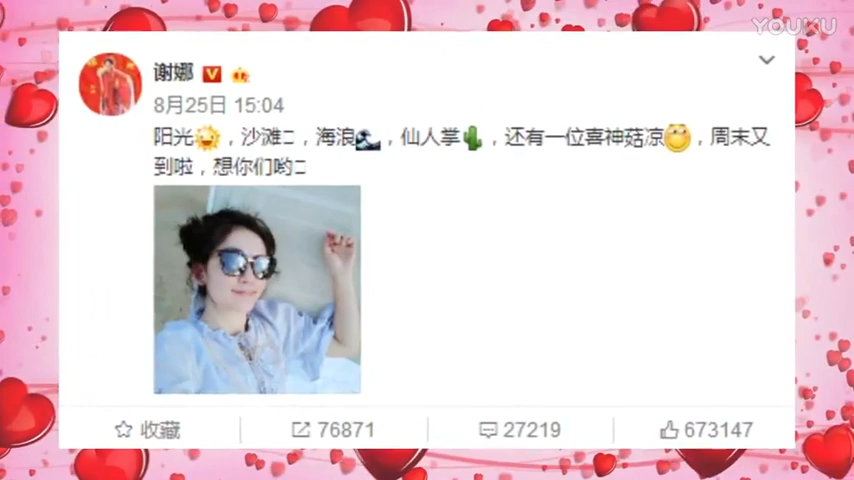 YOUKU
谢娜
8月25日 15:04
阳光，沙滩，海浪，仙人掌，还有一位喜神菇凉，周末又
到啦，想你们哟
收藏
76871
27219
673147